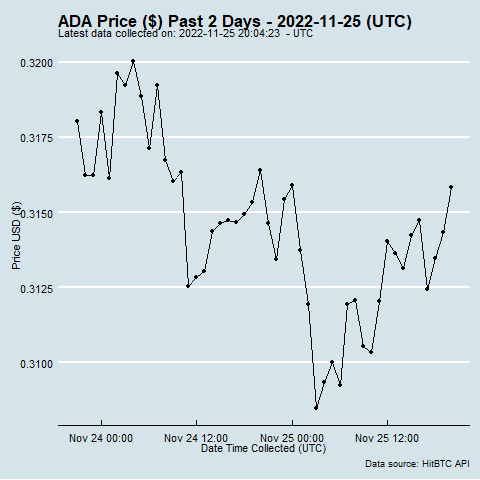 ADA Price ($) Past 2 Days - 2022-11-25 (UTC)
Latest data collected on: 2022-11-25 20:04:23  - UTC
0.3200
0.3175
0.3150
0.3125
0.3100
Price USD ($)
Nov 24 00:00 Nov 24 12:00 Nov 25 00:00 Nov 25 12:00
Date Time Collected (UTC)
Data source: HitBTC API